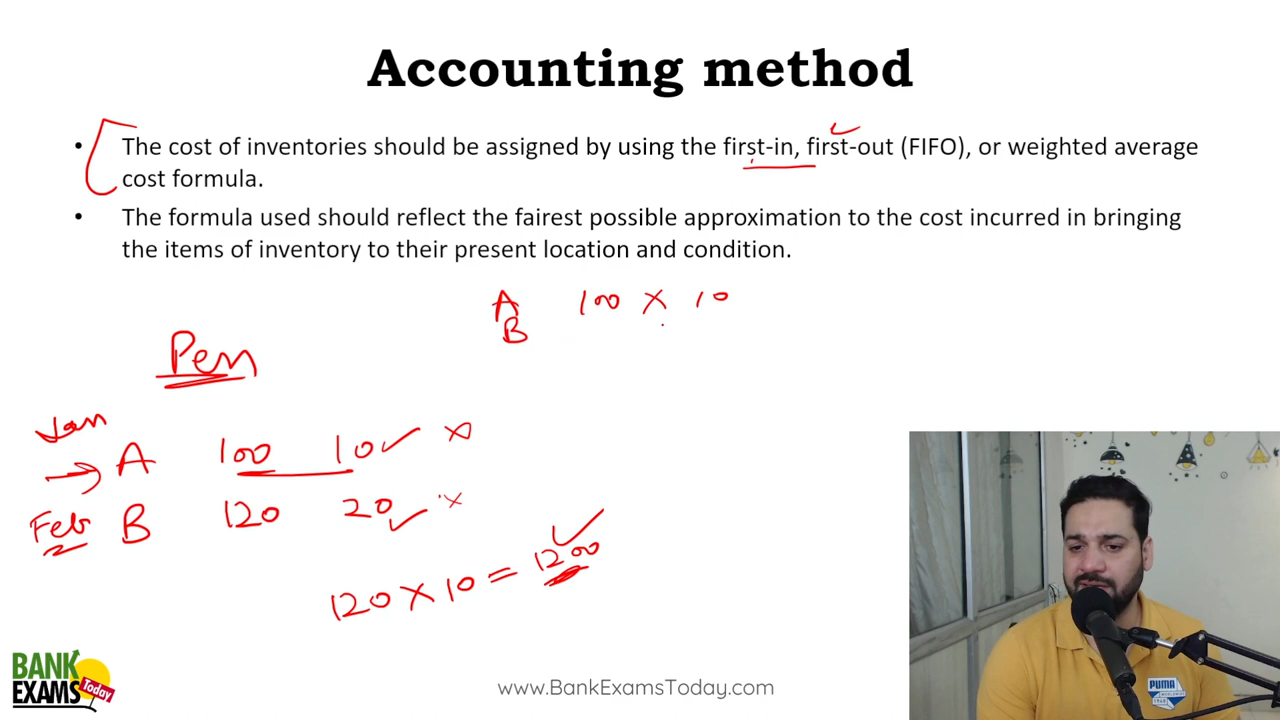 Accounting method
• The cost of inventories should be assigned by using the first-in, first-out (FIFO), or weighted average
cost formula.
• The formula used should reflect the fairest possible approximation to the cost incurred in bringing
the items of inventory to their present location and condition.
A 100 X 10
B
Pen
Jan
A 100 10
Feb B 120 20
120 X 10 = 1200
BANK
EXAMS
Today
www.BankExamsToday.com
PUMA